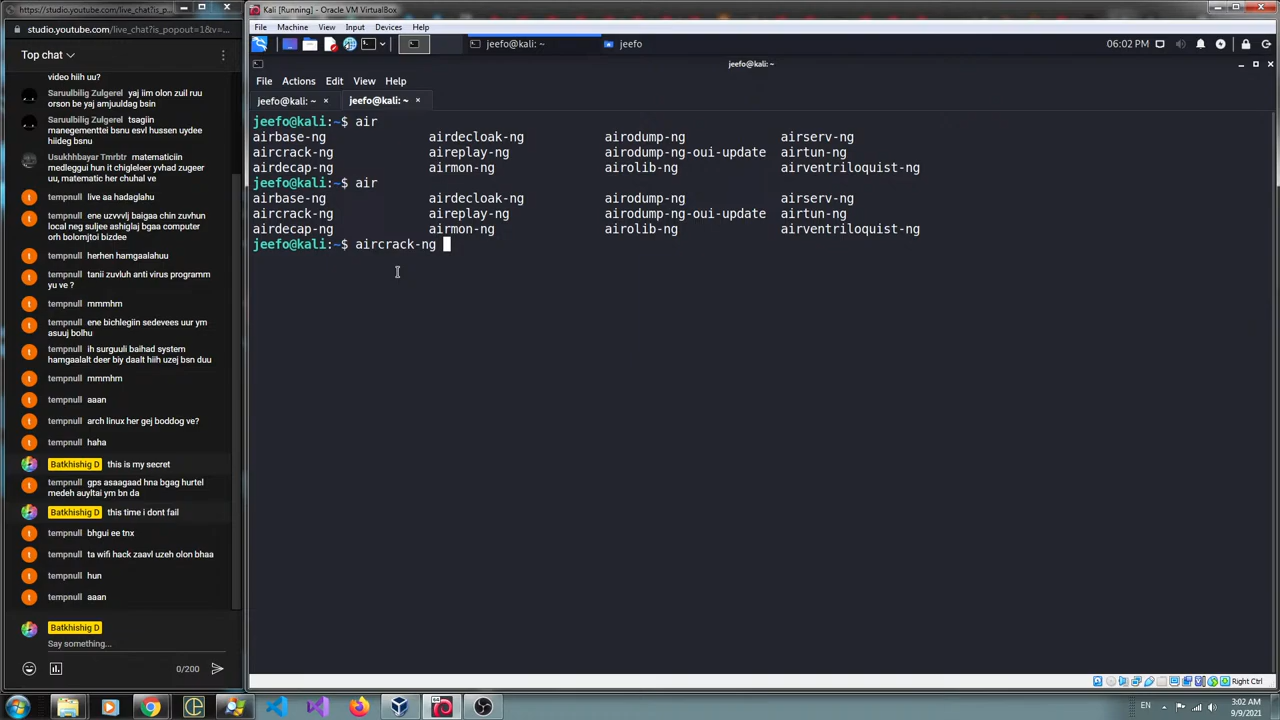 https://studio.youtube.com/live_chat?is_p...
studio.youtube.com/live_chat?is_popout=1&v=...
Top chat
video hiih uu?
Saruulbilig Zulgerel yaj iim olon zuil ruu
orson be yaj amjuuldag bsin
Saruulbilig Zulgerel tsagiin
manegementtei bsnu esvl hussen uydee
hiideg bsnu
Usukhhbayar Tmrbtr matematiciin
medleggui hun it chigleleer yvhad zugeer
uu, matematic her chuhal ve
tempnull live aa hadaglahu
tempnull ene uzvvvlj baigaa chin zuvhun
local neg suljee ashiglaj bgaa computer
orh bolomjtoi bizdee
tempnull herhen hamgaalahuu
tempnull tanii zuvluh anti virus programm
yu ve ?
tempnull mmmhm
tempnull ene bichlegiin sedevees uur ym
asuuj bolhu
tempnull ih surguuli baihad system
hamgaalalt deer biy daalt hiih uzej bsn duu
tempnull mmmhm
tempnull aaan
tempnull arch linux her gej boddog ve?
tempnull haha
Batkhishig D this is my secret
tempnull gps asaagaad hna bgag hurtel
medeh auyltai ym bn da
Batkhishig D this time i dont fail
tempnull bhgui ee tnx
tempnull ta wifi hack zaavl uzeh olon bhaa
tempnull hun
tempnull aaan
Batkhishig D
Say something...
0/200
Kali [Running] - Oracle VM VirtualBox
File Machine View Input Devices Help
jeefo@kali: ~ jeefo 06:02 PM
jeefo@kali: ~
File Actions Edit View Help
jeefo@kali: ~ × jeefo@kali: ~ ×
jeefo@kali:~$ air
airbase-ng airdecloak-ng airodump-ng airserv-ng
aircrack-ng aireplay-ng airodump-ng-oui-update airtun-ng
airdecap-ng airmon-ng airolib-ng airventriloquist-ng
jeefo@kali:~$ air
airbase-ng airdecloak-ng airodump-ng airserv-ng
aircrack-ng aireplay-ng airodump-ng-oui-update airtun-ng
airdecap-ng airmon-ng airolib-ng airventriloquist-ng
jeefo@kali:~$ aircrack-ng
Right Ctrl
EN
3:02 AM
9/9/2021